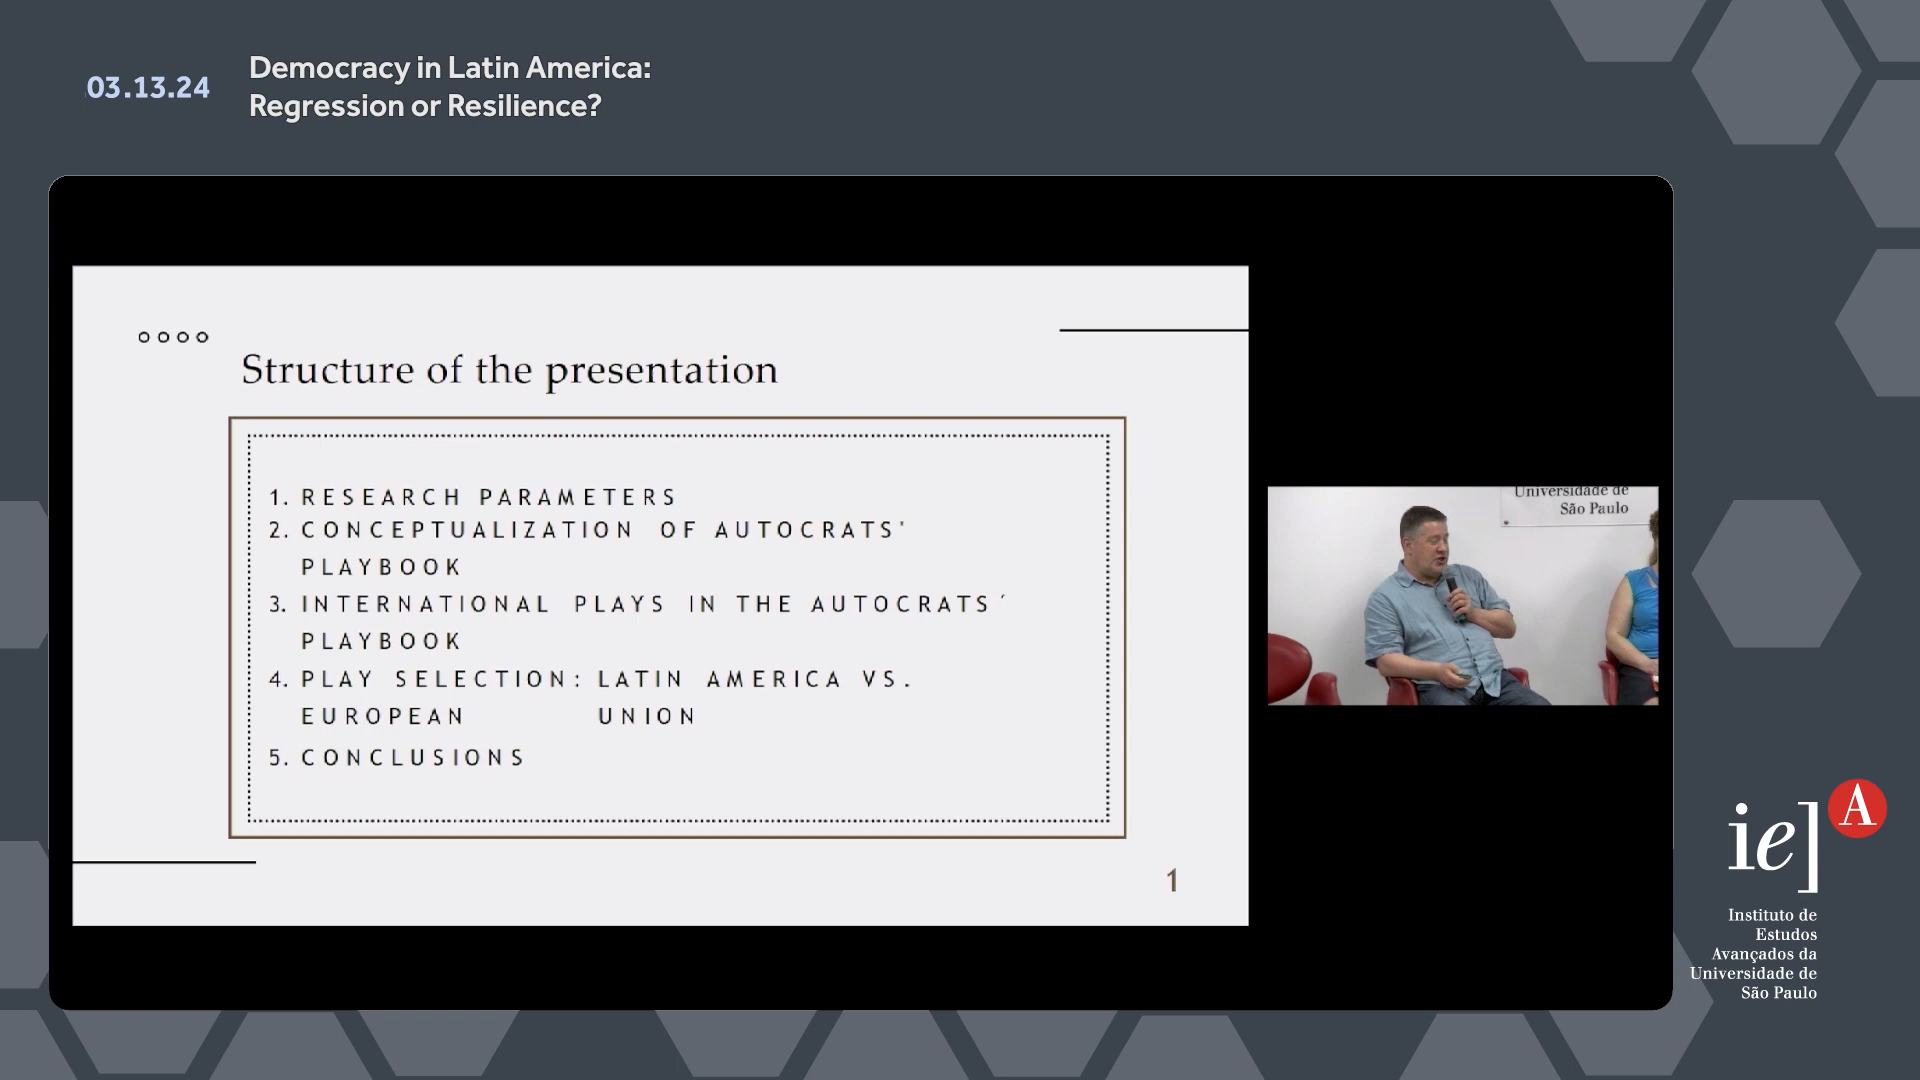 03.13.24
Democracy in Latin America:
Regression or Resilience?
Structure of the presentation
1. RESEARCH PARAMETERS
2. CONCEPTUALIZATION OF AUTOCRATS'
PLAYBOOK
3. INTERNATIONAL PLAYS IN THE AUTOCRATS´
PLAYBOOK
4. PLAY SELECTION: LATIN AMERICA VS.
EUROPEAN UNION
5. CONCLUSIONS
1
Universidade de
São Paulo
ie] A
Instituto de
Estudos
Avançados da
Universidade de
São Paulo